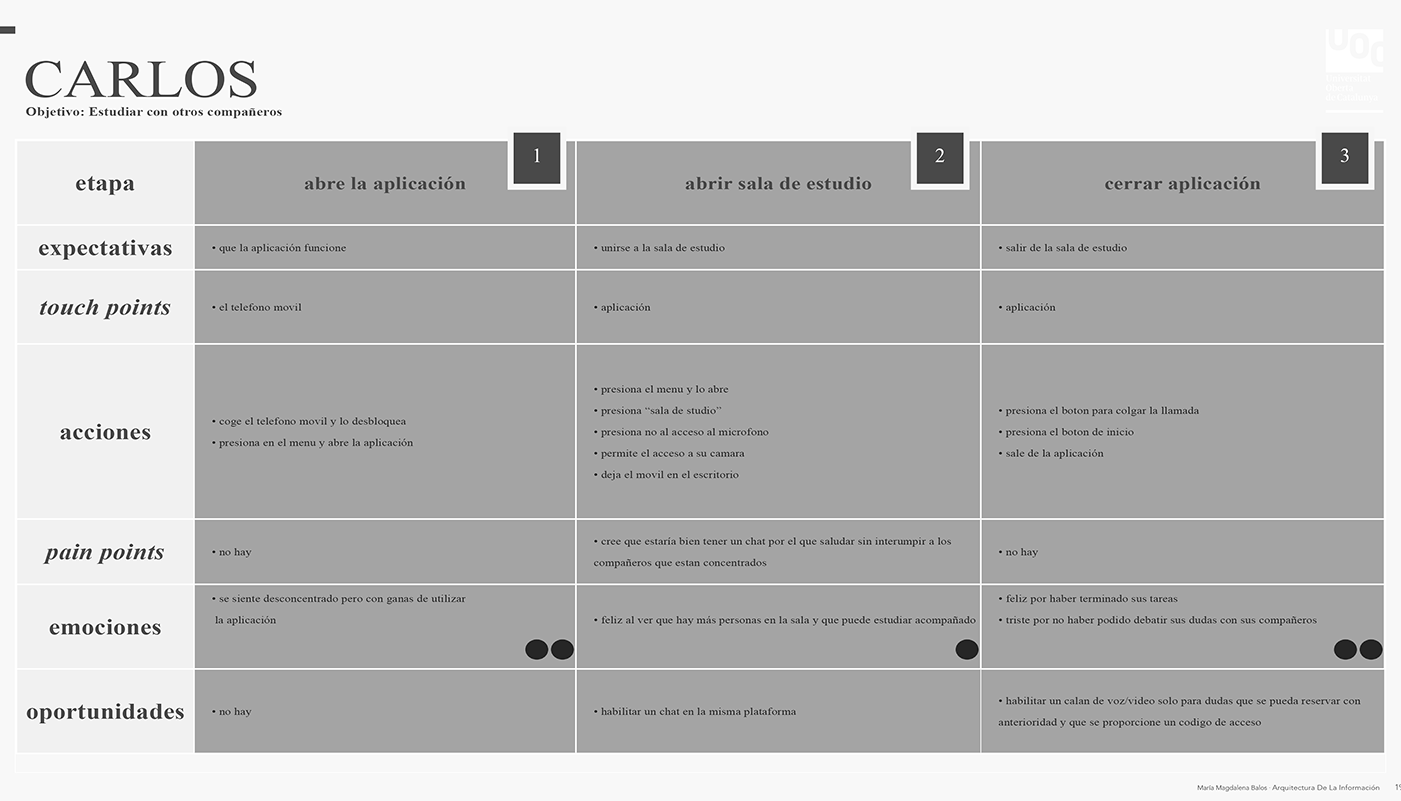 CARLOS
Objetivo: Estudiar con otros compañeros
etapa
abre la aplicación
1
abrir sala de estudio
2
cerrar aplicación
3
expectativas
• que la aplicación funcione
• unirse a la sala de estudio
• salir de la sala de estudio
touch points
• el telefono movil
• aplicación
• aplicación
acciones
• coge el telefono movil y lo desbloquea
• presiona en el menu y abre la aplicación
• presiona el menu y lo abre
• presiona “sala de studio”
• presiona no al acceso al microfono
• permite el acceso a su camara
• deja el movil en el escritorio
• presiona el boton para colgar la llamada
• presiona el boton de inicio
• sale de la aplicación
pain points
• no hay
• cree que estaría bien tener un chat por el que saludar sin interumpir a los
compañeros que estan concentrados
• no hay
emociones
• se siente desconcentrado pero con ganas de utilizar
la aplicación
• feliz al ver que hay más personas en la sala y que puede estudiar acompañado
• feliz por haber terminado sus tareas
• triste por no haber podido debatir sus dudas con sus compañeros
oportunidades
• no hay
• habilitar un chat en la misma plataforma
• habilitar un calan de voz/video solo para dudas que se pueda reservar con
anterioridad y que se proporcione un codigo de acceso
María Magdalena Balos · Arquitectura De La Información 19
UOC